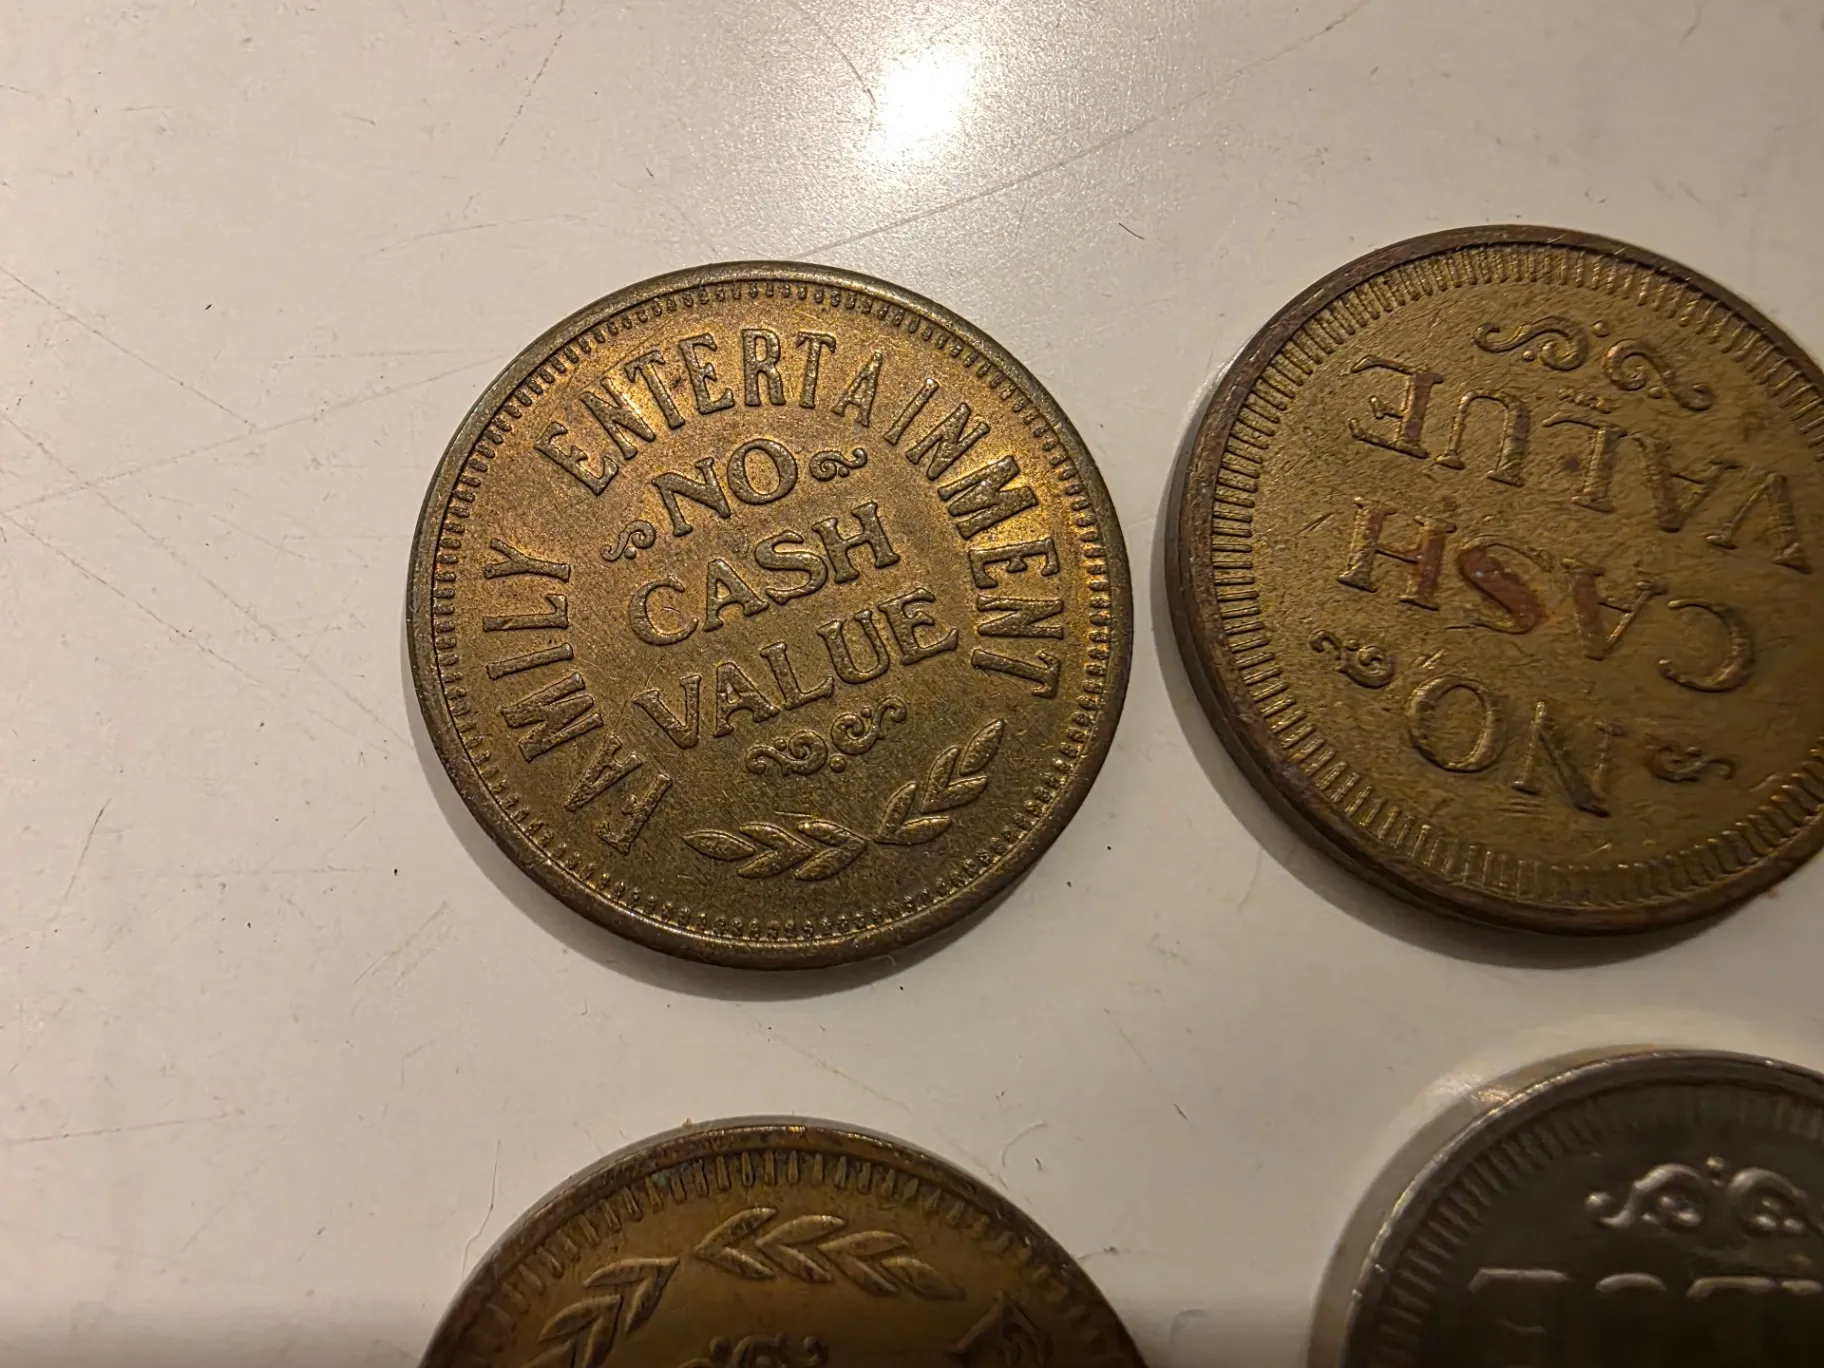 FAMILY ENTERTAINMENT
NO
CASH
VALUE
NO
CASH
VALUE